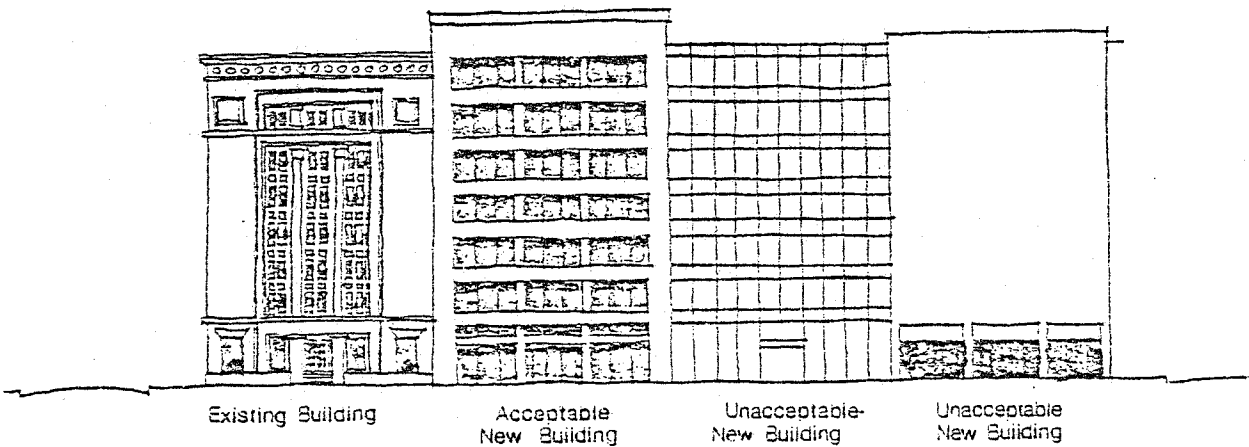 Existing Building
Acceptable
New Building
Unacceptable-
New Building
Unacceptable
New Building